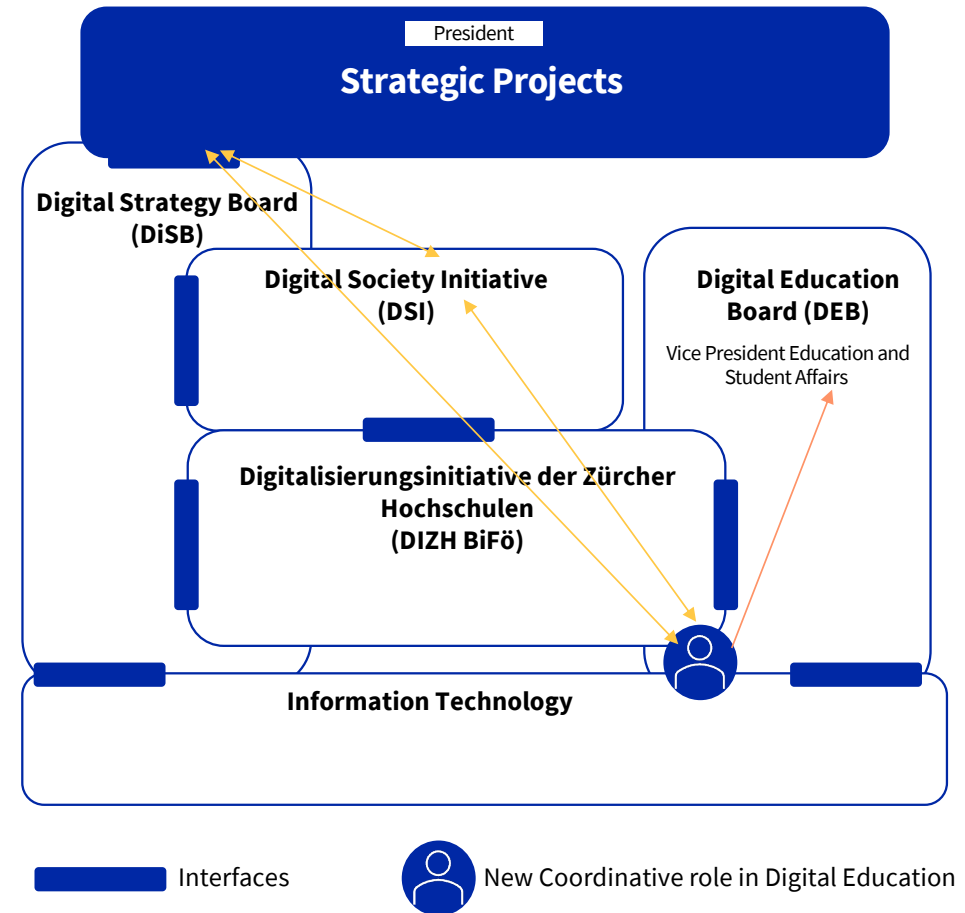 President
Strategic Projects
Digital Strategy Board
(DiSB)
Digital Society Initiative
(DSI)
Digital Education
Board (DEB)
Vice President Education and
Student Affairs
Digitalisierungsinitiative der Zürcher
Hochschulen
(DIZH BiFö)
Information Technology
Interfaces
New Coordinative role in Digital Education